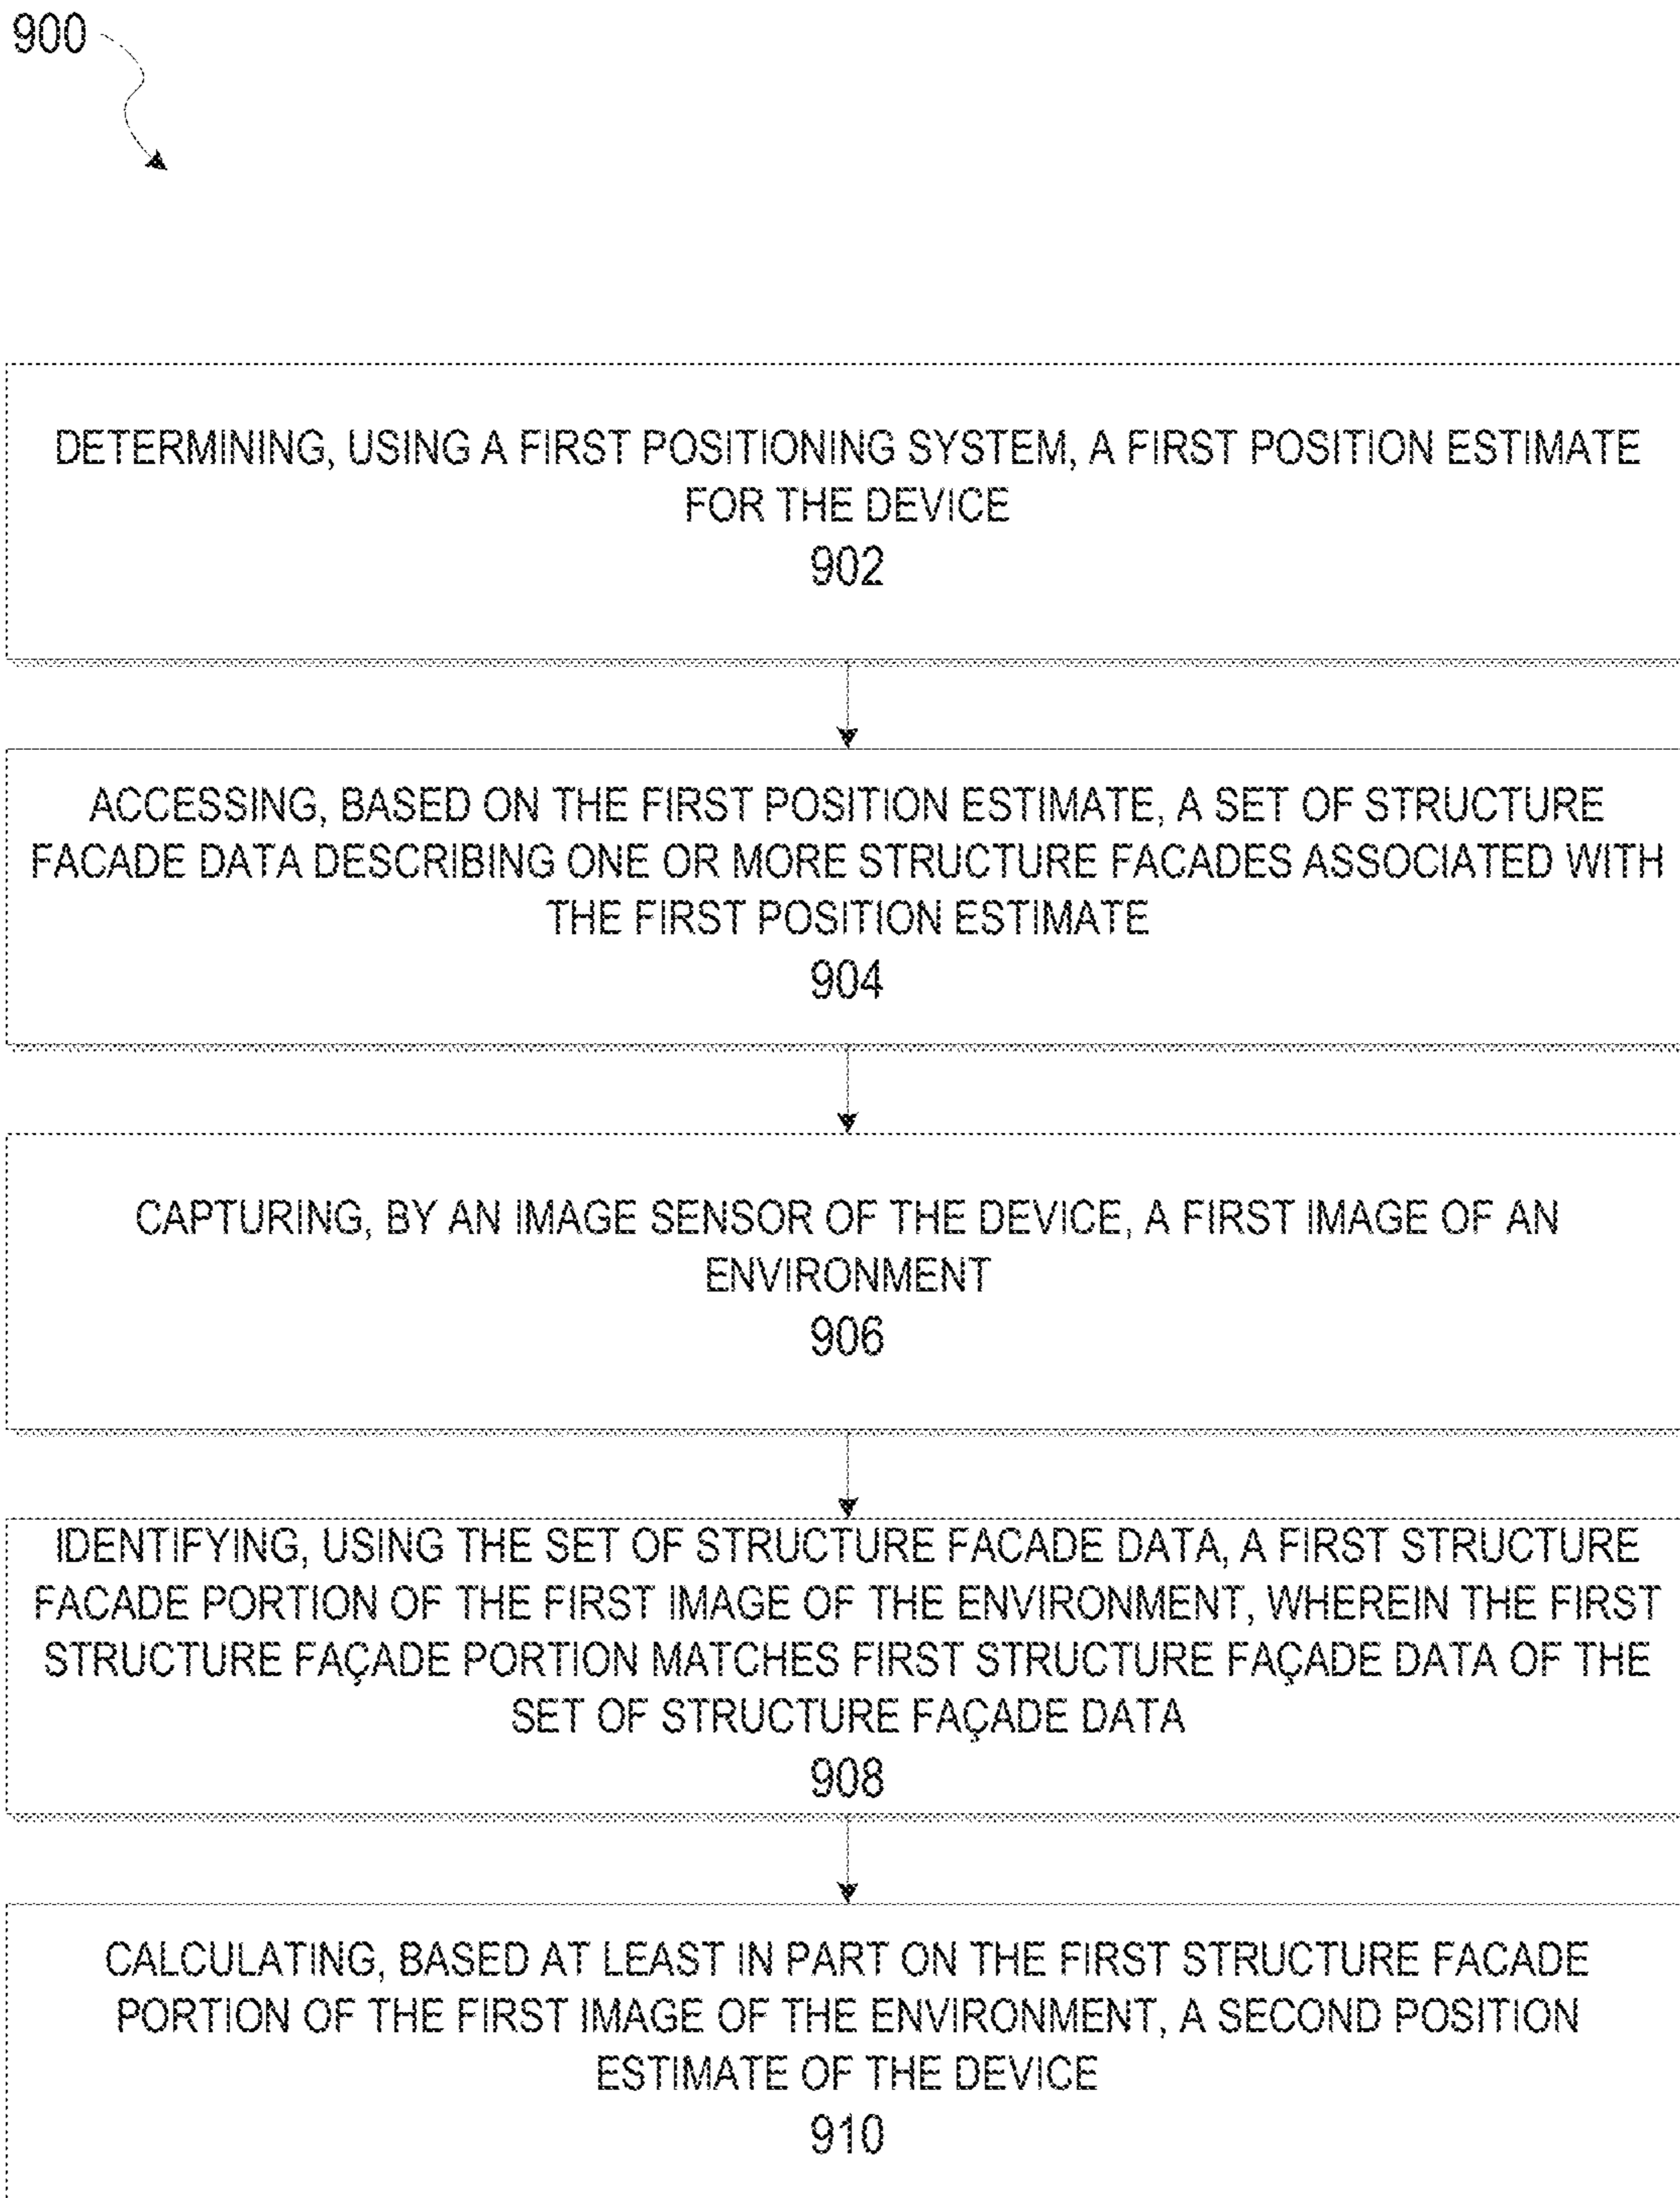 900
DETERMINING, USING A FIRST POSITIONING SYSTEM, A FIRST POSITION ESTIMATE
FOR THE DEVICE
902
ACCESSING, BASED ON THE FIRST POSITION ESTIMATE, A SET OF STRUCTURE
FACADE DATA DESCRIBING ONE OR MORE STRUCTURE FACADES ASSOCIATED WITH
THE FIRST POSITION ESTIMATE
904
CAPTURING, BY AN IMAGE SENSOR OF THE DEVICE, A FIRST IMAGE OF AN
ENVIRONMENT
906
IDENTIFYING, USING THE SET OF STRUCTURE FACADE DATA, A FIRST STRUCTURE
FACADE PORTION OF THE FIRST IMAGE OF THE ENVIRONMENT, WHEREIN THE FIRST
STRUCTURE FAÇADE PORTION MATCHES FIRST STRUCTURE FAÇADE DATA OF THE
SET OF STRUCTURE FAÇADE DATA
908
CALCULATING, BASED AT LEAST IN PART ON THE FIRST STRUCTURE FACADE
PORTION OF THE FIRST IMAGE OF THE ENVIRONMENT, A SECOND POSITION
ESTIMATE OF THE DEVICE
910